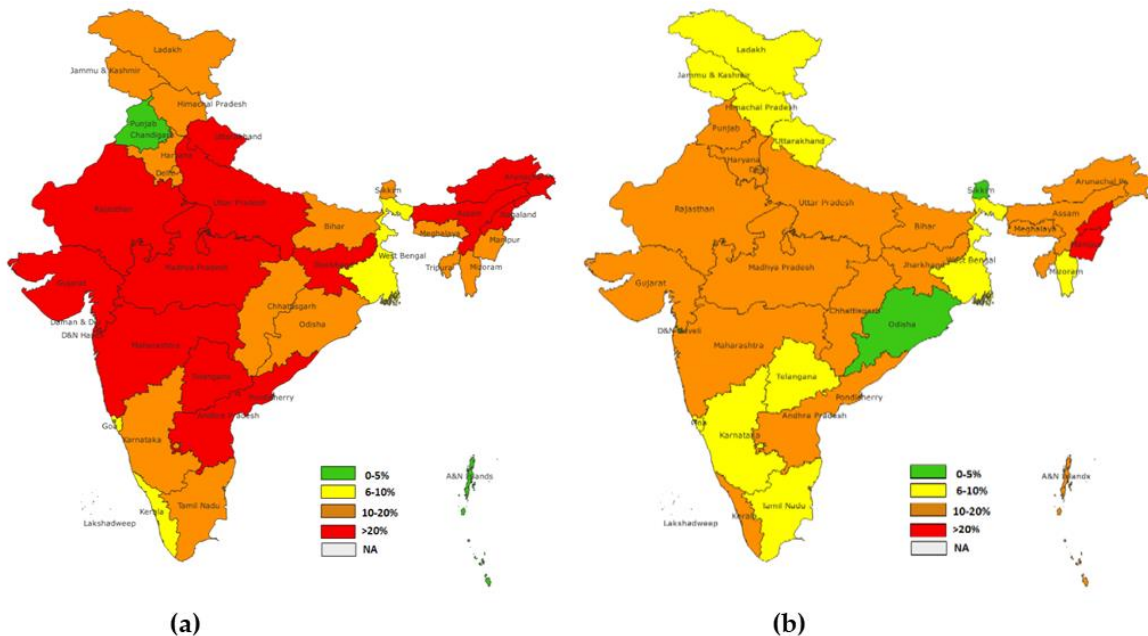 Ladakh
Jammu & Kashmir
Himachal Pradesh
Punjab
Chandigarh
Uttarakhand
Haryana
Delhi
Rajasthan
Uttar Pradesh
Sikkim
Arunachal Pr.
Assam
Nagaland
Bihar
Meghalaya
Manipur
Jharkhand
West Bengal
Tripura
Mizoram
Madhya Pradesh
Gujarat
Chhattisgarh
Odisha
Daman & Diu
D&N Haveli
Maharashtra
Telangana
Pondicherry
Andhra Pradesh
Goa
Karnataka
Kerala
Tamil Nadu
Lakshadweep
A&N Islands
0-5%
6-10%
10-20%
>20%
NA
(a)
Ladakh
Jammu & Kashmir
Himachal Pradesh
Punjab
Uttarakhand
Haryana
Delhi
Rajasthan
Uttar Pradesh
Sikkim
Arunachal Pr.
Assam
Bihar
Meghalaya
Manipur
Jharkhand
West Bengal
Mizoram
Madhya Pradesh
Gujarat
Chhattisgarh
Odisha
D&N Haveli
Maharashtra
Telangana
Pondicherry
Andhra Pradesh
Goa
Karnataka
Kerala
Tamil Nadu
Lakshadweep
A&N Islands
0-5%
6-10%
10-20%
>20%
NA
(b)